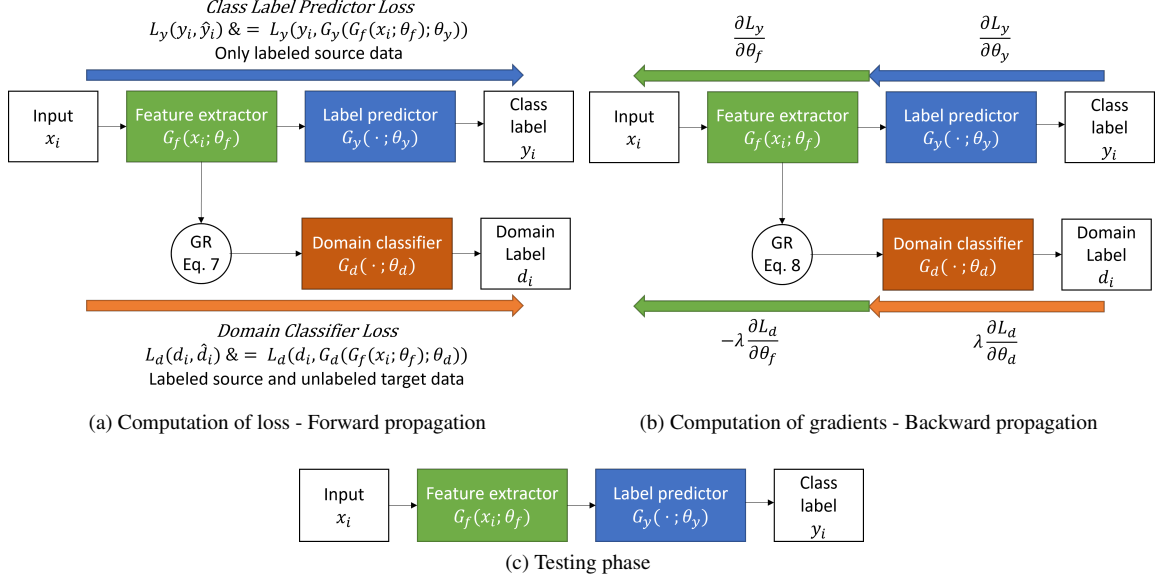 Class Label Predictor Loss
L_y(y_i, ŷ_i) & = L_y(y_i, G_y(G_f(x_i; θ_f); θ_y))
Only labeled source data
Input
x_i
Feature extractor
G_f(x_i; θ_f)
Label predictor
G_y( · ; θ_y)
Class
label
y_i
GR
Eq. 7
Domain classifier
G_d( · ; θ_d)
Domain
Label
d_i
Domain Classifier Loss
L_d(d_i, d̂_i) & = L_d(d_i, G_d(G_f(x_i; θ_f); θ_d))
Labeled source and unlabeled target data
(a) Computation of loss - Forward propagation
∂L_y
∂θ_f
∂L_y
∂θ_y
Input
x_i
Feature extractor
G_f(x_i; θ_f)
Label predictor
G_y( · ; θ_y)
Class
label
y_i
GR
Eq. 8
Domain classifier
G_d( · ; θ_d)
Domain
Label
d_i
−λ ∂L_d
∂θ_f
λ ∂L_d
∂θ_d
(b) Computation of gradients - Backward propagation
Input
x_i
Feature extractor
G_f(x_i; θ_f)
Label predictor
G_y( · ; θ_y)
Class
label
y_i
(c) Testing phase